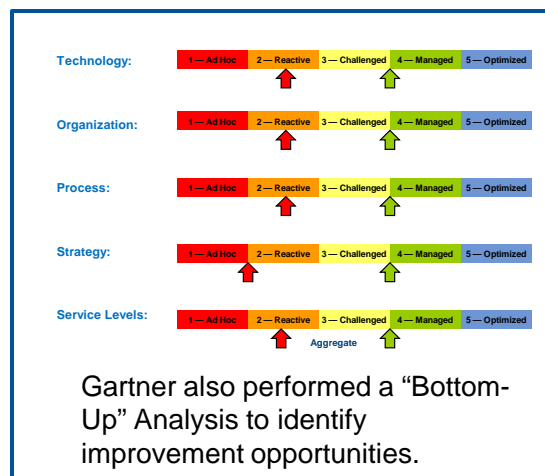 Technology: 1 — Ad Hoc 2 — Reactive 3 — Challenged 4 — Managed 5 — Optimized
Organization: 1 — Ad Hoc 2 — Reactive 3 — Challenged 4 — Managed 5 — Optimized
Process: 1 — Ad Hoc 2 — Reactive 3 — Challenged 4 — Managed 5 — Optimized
Strategy: 1 — Ad Hoc 2 — Reactive 3 — Challenged 4 — Managed 5 — Optimized
Service Levels: 1 — Ad Hoc 2 — Reactive 3 — Challenged 4 — Managed 5 — Optimized
Aggregate
Gartner also performed a “Bottom-
Up” Analysis to identify
improvement opportunities.